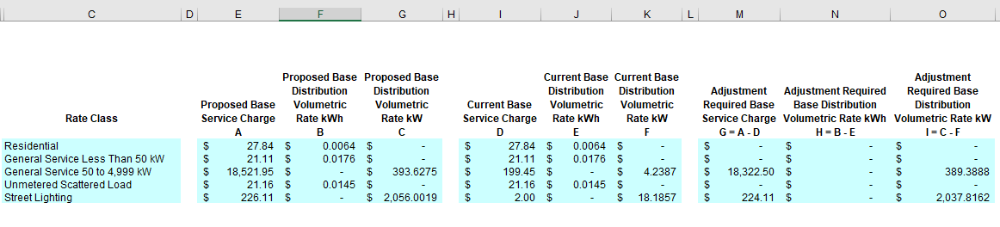 C D E F G H I J K L M N O
Proposed Base Proposed Base Current Base Current Base Adjustment
Distribution Distribution Distribution Distribution Adjustment Adjustment Required Required Base
Proposed Base Volumetric Volumetric Current Base Volumetric Volumetric Required Base Base Distribution Distribution
Rate Class Service Charge Rate kWh Rate kW Service Charge Rate kWh Rate kW Service Charge Volumetric Rate kWh Volumetric Rate kW
A B C D E F G = A - D H = B - E I = C - F
Residential $ 27.84 $ 0.0064 $ - $ 27.84 $ 0.0064 $ - $ - $ - $ -
General Service Less Than 50 kW $ 21.11 $ 0.0176 $ - $ 21.11 $ 0.0176 $ - $ - $ - $ -
General Service 50 to 4,999 kW $ 18,521.95 $ - $ 393.6275 $ 199.45 $ - $ 4.2387 $ 18,322.50 $ - $ 389.3888
Unmetered Scattered Load $ 21.16 $ 0.0145 $ - $ 21.16 $ 0.0145 $ - $ - $ - $ -
Street Lighting $ 226.11 $ - $ 2,056.0019 $ 2.00 $ - $ 18.1857 $ 224.11 $ - $ 2,037.8162